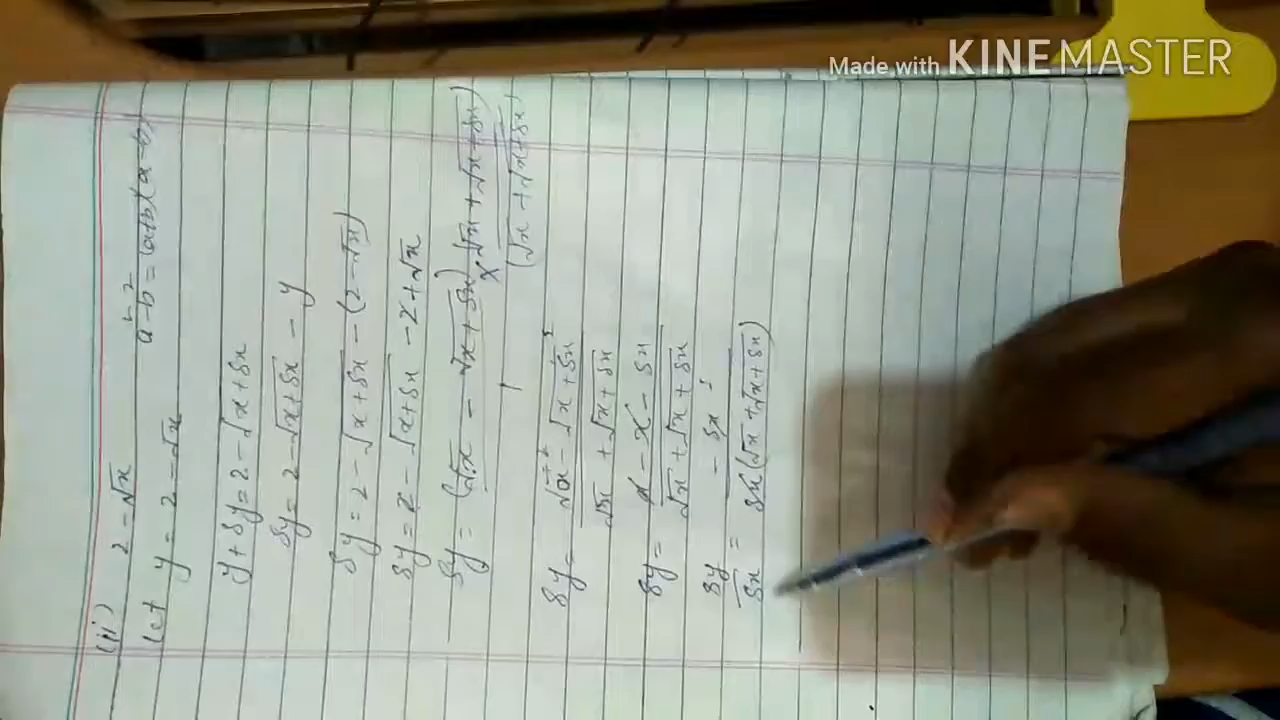 Made with KINEMASTER
(ii) 2 - √x
a² - b² = (a+b)(a-b)
let y = 2 - √x
y + δy = 2 - √x + δx
δy = 2 - √x + δx - y
δy = 2 - √x + δx - (2 - √x)
δy = 2 - √x + δx - 2 + √x
δy = (√x - √x + δx) × (√x + √x + δx)
1 (√x + √x + δx)
δy = √x² - √x + δx²
√x + √x + δx
δy = x - x - δx
√x + √x + δx
δy = - δx
δx δx(√x + √x + δx)